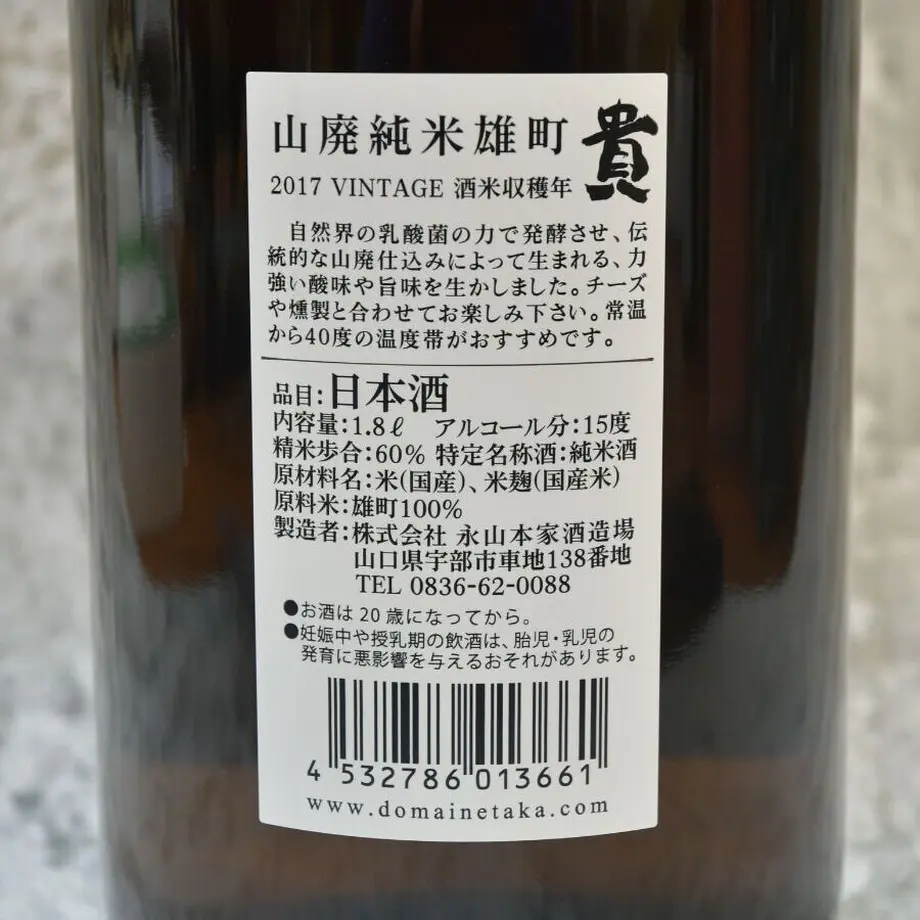 山廃純米雄町 貴
2017 VINTAGE 酒米収穫年
自然界の乳酸菌の力で発酵させ、伝
統的な山廃仕込みによって生まれる、力
強い酸味や旨味を生かしました。チーズ
や燻製と合わせてお楽しみ下さい。常温
から40度の温度帯がおすすめです。
品目:日本酒
内容量:1.8ℓ アルコール分:15度
精米歩合:60% 特定名称酒:純米酒
原材料名:米(国産)、米麹(国産米)
原料米:雄町100%
製造者:株式会社 永山本家酒造場
山口県宇部市車地138番地
TEL 0836-62-0088
●お酒は20歳になってから。
●妊娠中や授乳期の飲酒は、胎児・乳児の
発育に悪影響を与えるおそれがあります。
4 532786 013661
www.domainetaka.com